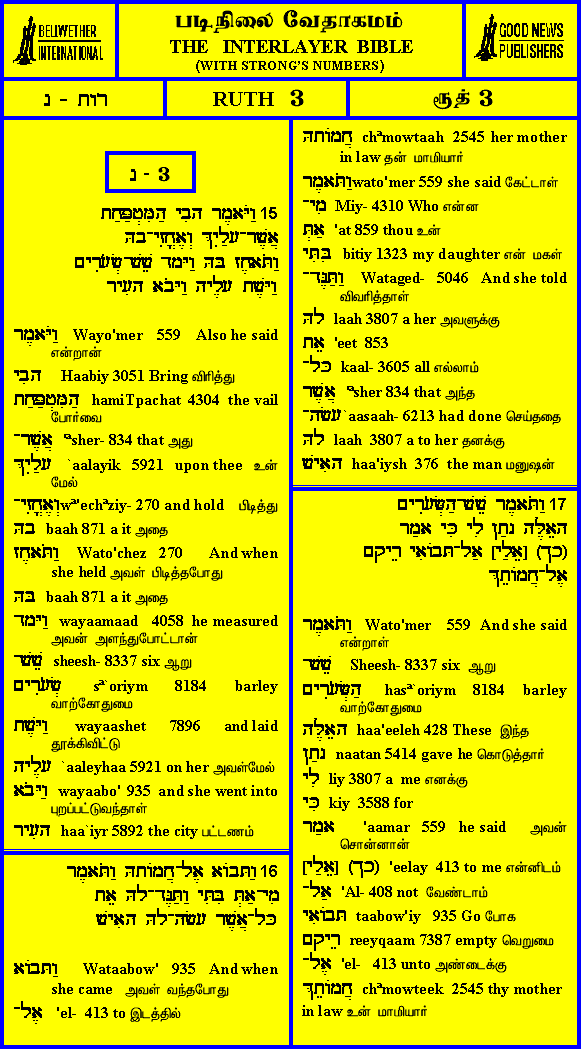 BELLWETHER
INTERNATIONAL
படிநிலை வேதாகமம்
THE INTERLAYER BIBLE
(WITH STRONG'S NUMBERS)
GOOD NEWS
PUBLISHERS
רות - נ
RUTH 3
ரூத் 3
נ - 3
15 וַיֹּאמֶר הָבִי הַמִּטְפַּחַת
אֲשֶׁר־עָלַיִךְ וְאֶחֳזִי־בָהּ
וַתֹּאחֶז בָּהּ וַיָּמָד שֵׁשׁ־שְׂעֹרִים
וַיָּשֶׁת עָלֶיהָ וַיָּבֹא הָעִיר
וַיֹּאמֶר Wayo'mer 559 Also he said
என்றான்
הָבִי Haabiy 3051 Bring விரித்து
הַמִּטְפַּחַת hamiTpachat 4304 the vail
போர்வை
אֲשֶׁר־ ªsher- 834 that அது
עָלַיִךְ `aalayik 5921 upon thee உன்
மேல்
וְאֶחֳזִי־ wª'echªziy- 270 and hold பிடித்து
בָהּ baah 871 a it அதை
וַתֹּאחֶז Wato'chez 270 And when
she held அவள் பிடித்தபோது
בָּהּ baah 871 a it அதை
וַיָּמָד wayaamaad 4058 he measured
அவன் அளந்துபோட்டான்
שֵׁשׁ־ sheesh- 8337 six ஆறு
שְׂעֹרִים sª`oriym 8184 barley
வாற்கோதுமை
וַיָּשֶׁת wayaashet 7896 and laid
தூக்கிவிட்டு
עָלֶיהָ `aaleyhaa 5921 on her அவள்மேல்
וַיָּבֹא wayaabo' 935 and she went into
புறப்பட்டுவந்தாள்
הָעִיר haa`iyr 5892 the city பட்டணம்
16 וַתָּבוֹא אֶל־חֲמוֹתָהּ וַתֹּאמֶר
מִי־אַתְּ בִּתִּי וַתַּגֶּד־לָהּ אֵת
כָּל־אֲשֶׁר עָשָׂה־לָהּ הָאִישׁ
וַתָּבוֹא Wataabow' 935 And when
she came அவள் வந்தபோது
אֶל־ 'el- 413 to இடத்தில்
חֲמוֹתָהּ chªmowtaah 2545 her mother
in law தன் மாமியார்
וַתֹּאמֶר wato'mer 559 she said கேட்டாள்
מִי־ Miy- 4310 Who என்ன
אַתְּ 'at 859 thou உன்
בִּתִּי bitiy 1323 my daughter என் மகள்
וַתַּגֶּד־ Wataged- 5046 And she told
விவரித்தாள்
לָהּ laah 3807 a her அவளுக்கு
אֵת 'eet 853
כָּל־ kaal- 3605 all எல்லாம்
אֲשֶׁר ªsher 834 that அந்த
עָשָׂה־ `aasaah- 6213 had done செய்ததை
לָהּ laah 3807 a to her தனக்கு
הָאִישׁ haa'iysh 376 the man மனுஷன்
17 וַתֹּאמֶר שֵׁשׁ־הַשְּׂעֹרִים
הָאֵלֶּה נָתַן לִי כִּי אָמַר
(כך) [אֵלַי] אַל־תָּבוֹאִי רֵיקָם
אֶל־חֲמוֹתֵךְ
וַתֹּאמֶר Wato'mer 559 And she said
என்றாள்
שֵׁשׁ־ Sheesh- 8337 six ஆறு
הַשְּׂעֹרִים hasª`oriym 8184 barley
வாற்கோதுமை
הָאֵלֶּה haa'eeleh 428 These இந்த
נָתַן naatan 5414 gave he கொடுத்தார்
לִי liy 3807 a me எனக்கு
כִּי kiy 3588 for
אָמַר 'aamar 559 he said அவன்
சொன்னான்
[אֵלַי] (כך) 'eelay 413 to me என்னிடம்
אַל־ 'Al- 408 not வேண்டாம்
תָּבוֹאִי taabow'iy 935 Go போக
רֵיקָם reeyqaam 7387 empty வெறுமை
אֶל־ 'el- 413 unto அண்டைக்கு
חֲמוֹתֵךְ chªmowteek 2545 thy mother
in law உன் மாமியார்